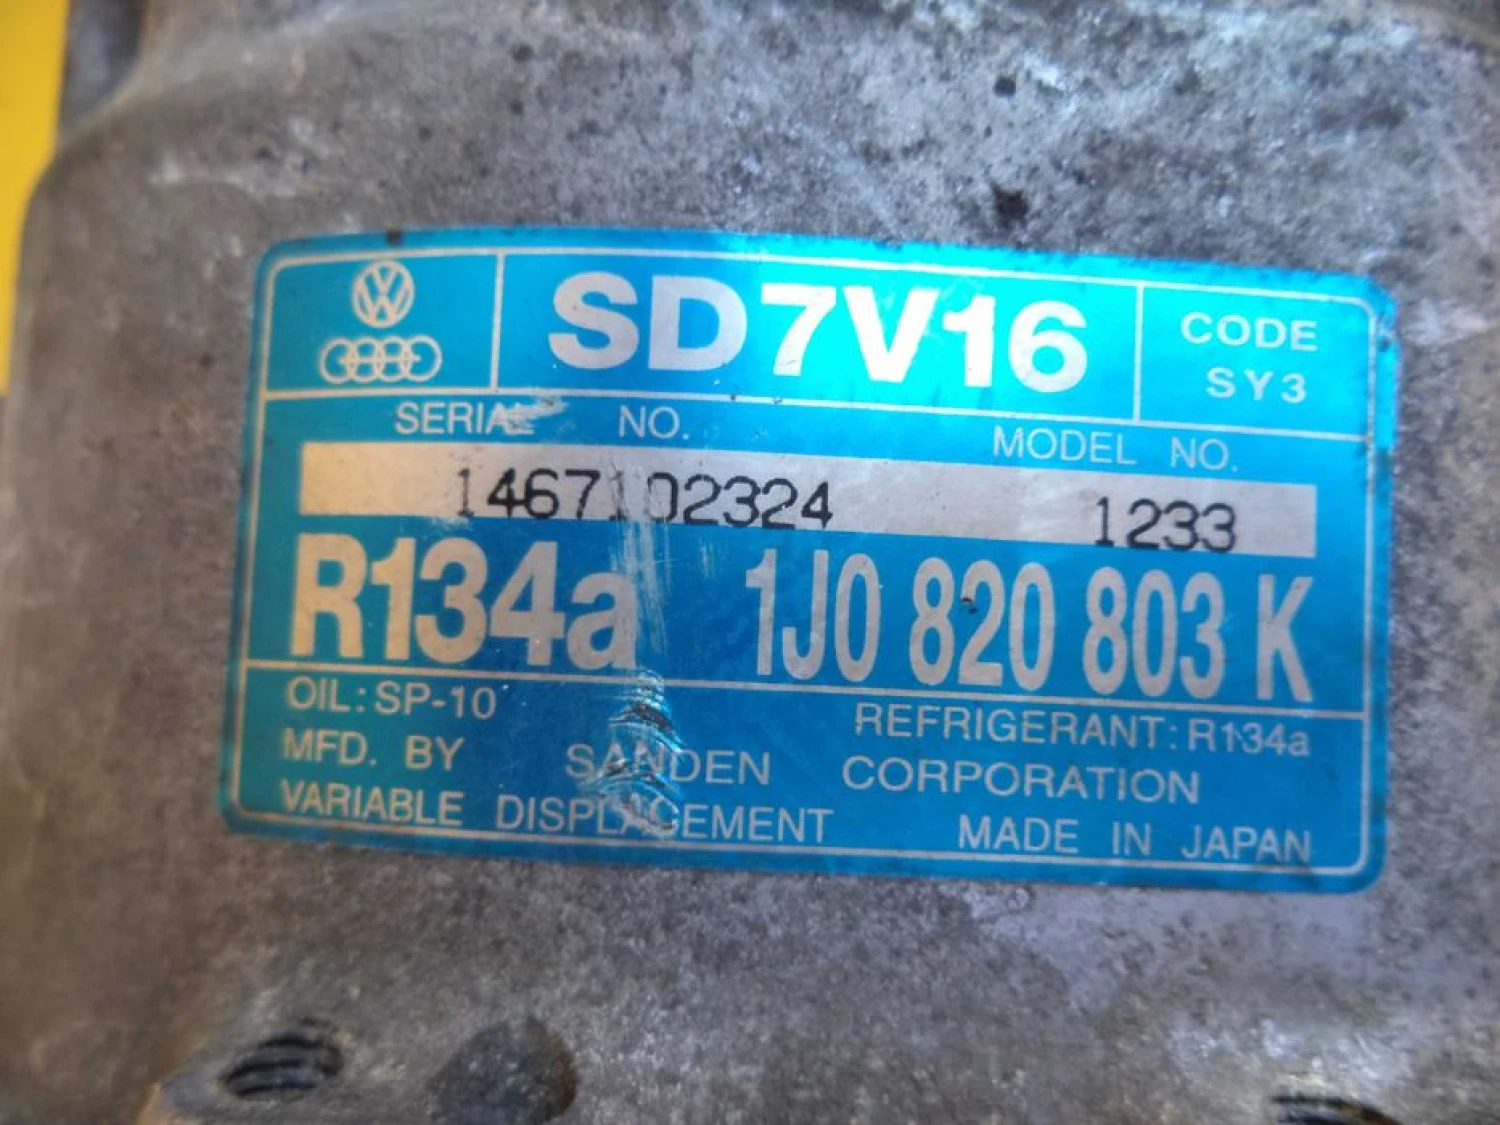 SD7V16
CODE
SY3
SERIAL NO. MODEL NO.
1467102324 1233
R134a 1J0 820 803 K
OIL: SP-10 REFRIGERANT: R134a
MFD. BY SANDEN CORPORATION
VARIABLE DISPLACEMENT MADE IN JAPAN